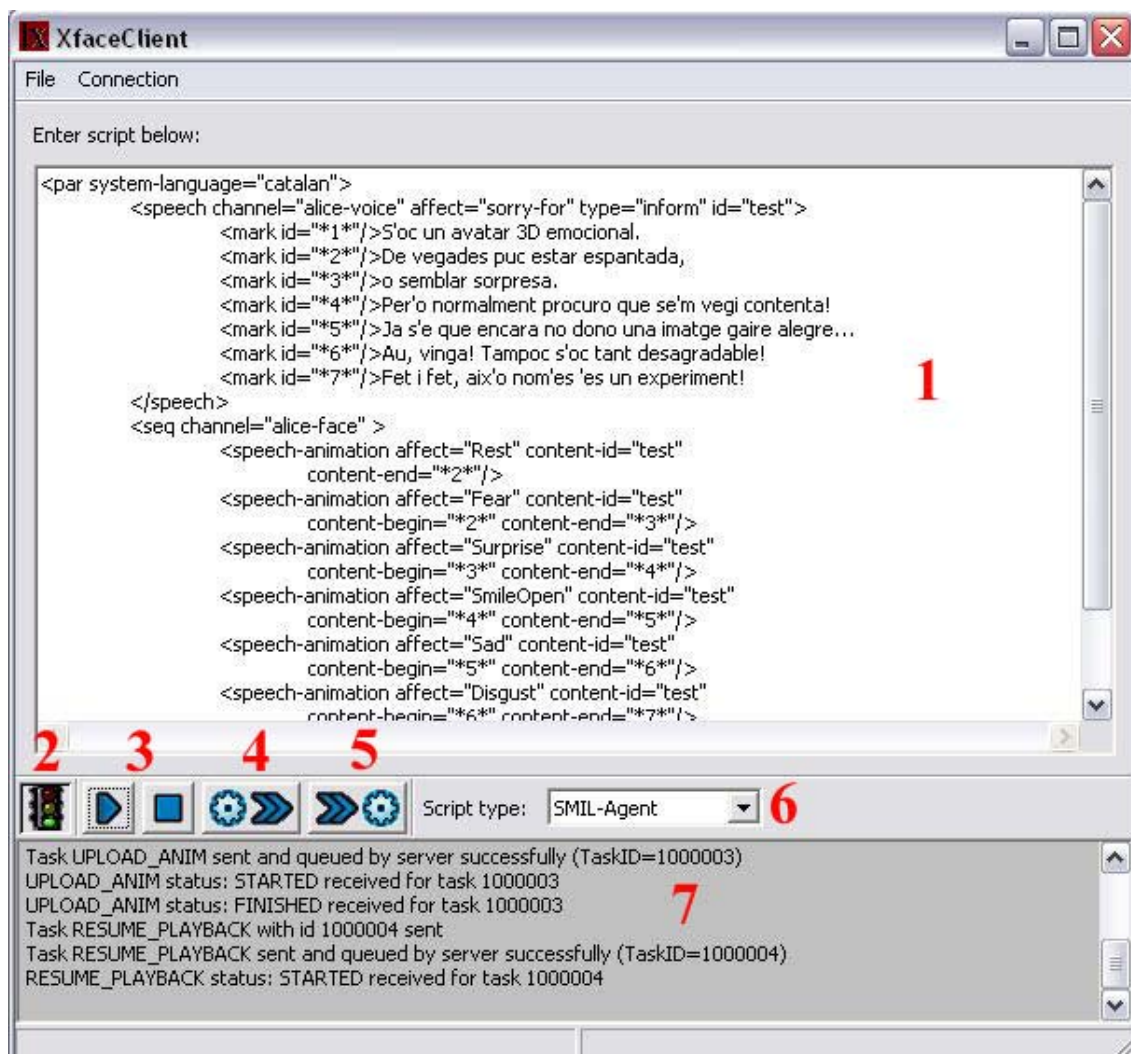 XfaceClient
File Connection
Enter script below:
<par system-language="catalan">
<speech channel="alice-voice" affect="sorry-for" type="inform" id="test">
<mark id="*1*"/>S'oc un avatar 3D emocional.
<mark id="*2*"/>De vegades puc estar espantada,
<mark id="*3*"/>o semblar sorpresa.
<mark id="*4*"/>Per'o normalment procuro que se'm vegi contenta!
<mark id="*5*"/>Ja s'e que encara no dono una imatge gaire alegre...
<mark id="*6*"/>Au, vinga! Tampoc s'oc tant desagradable!
<mark id="*7*"/>Fet i fet, aix'o nom'es 'es un experiment!
1
</speech>
<seq channel="alice-face" >
<speech-animation affect="Rest" content-id="test"
content-end="*2*"/>
<speech-animation affect="Fear" content-id="test"
content-begin="*2*" content-end="*3*"/>
<speech-animation affect="Surprise" content-id="test"
content-begin="*3*" content-end="*4*"/>
<speech-animation affect="SmileOpen" content-id="test"
content-begin="*4*" content-end="*5*"/>
<speech-animation affect="Sad" content-id="test"
content-begin="*5*" content-end="*6*"/>
<speech-animation affect="Disgust" content-id="test"
content-begin="*6*" content-end="*7*"/>
2 3 4 5
Script type: SMIL-Agent 6
Task UPLOAD_ANIM sent and queued by server successfully (TaskID=1000003)
UPLOAD_ANIM status: STARTED received for task 1000003
UPLOAD_ANIM status: FINISHED received for task 1000003
7
Task RESUME_PLAYBACK with id 1000004 sent
Task RESUME_PLAYBACK sent and queued by server successfully (TaskID=1000004)
RESUME_PLAYBACK status: STARTED received for task 1000004